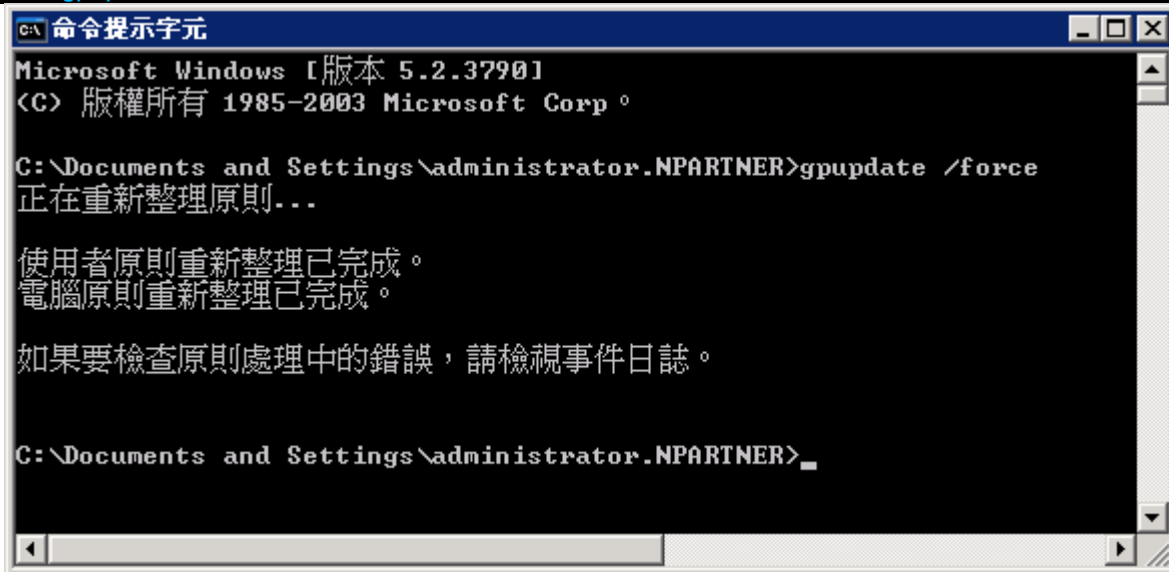 命令提示字元
Microsoft Windows [版本 5.2.3790]
(C) 版權所有 1985-2003 Microsoft Corp。
C:\Documents and Settings\administrator.NPARTNER>gpupdate /force
正在重新整理原則...
使用者原則重新整理已完成。
電腦原則重新整理已完成。
如果要檢查原則處理中的錯誤，請檢視事件日誌。
C:\Documents and Settings\administrator.NPARTNER>_